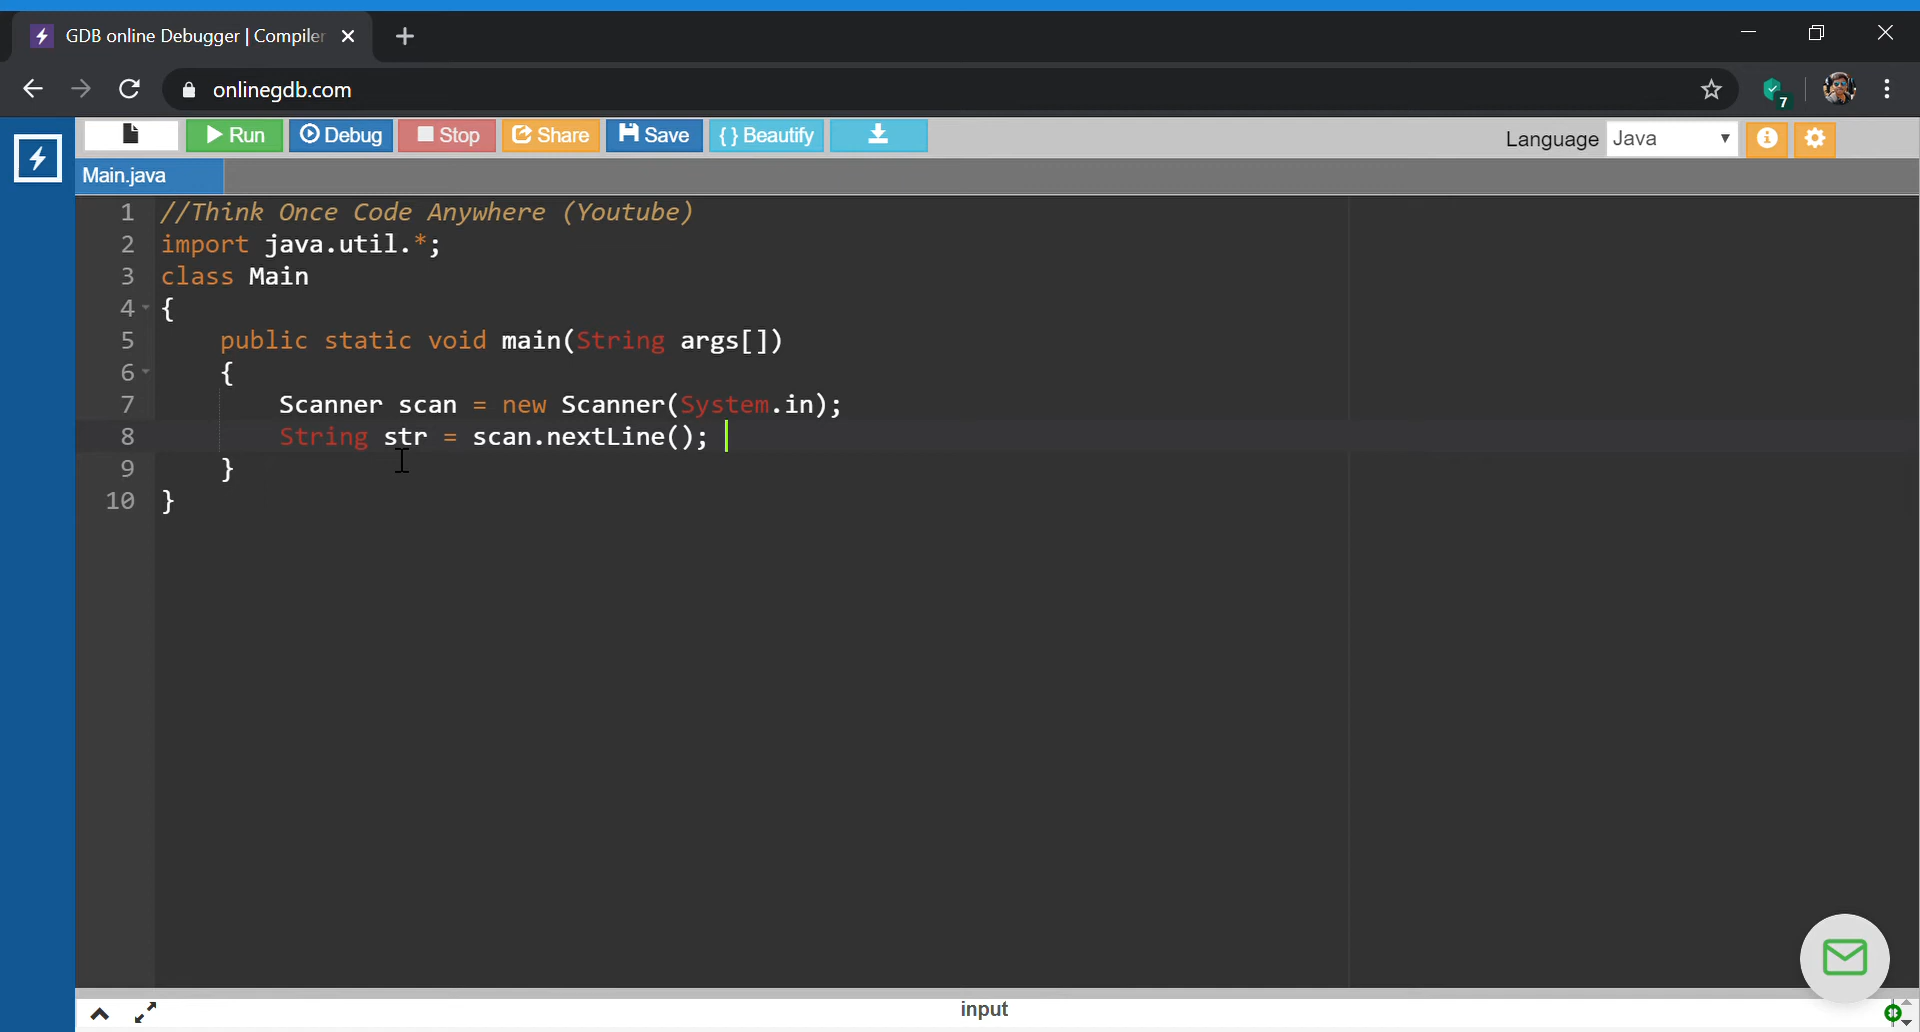 GDB online Debugger | Compiler
onlinegdb.com
7
Run Debug Stop Share Save { } Beautify Language Java
Main.java
1 //Think Once Code Anywhere (Youtube)
2 import java.util.*;
3 class Main
4 {
5 public static void main(String args[])
6 {
7 Scanner scan = new Scanner(System.in);
8 String str = scan.nextLine();
9 }
10 }
input